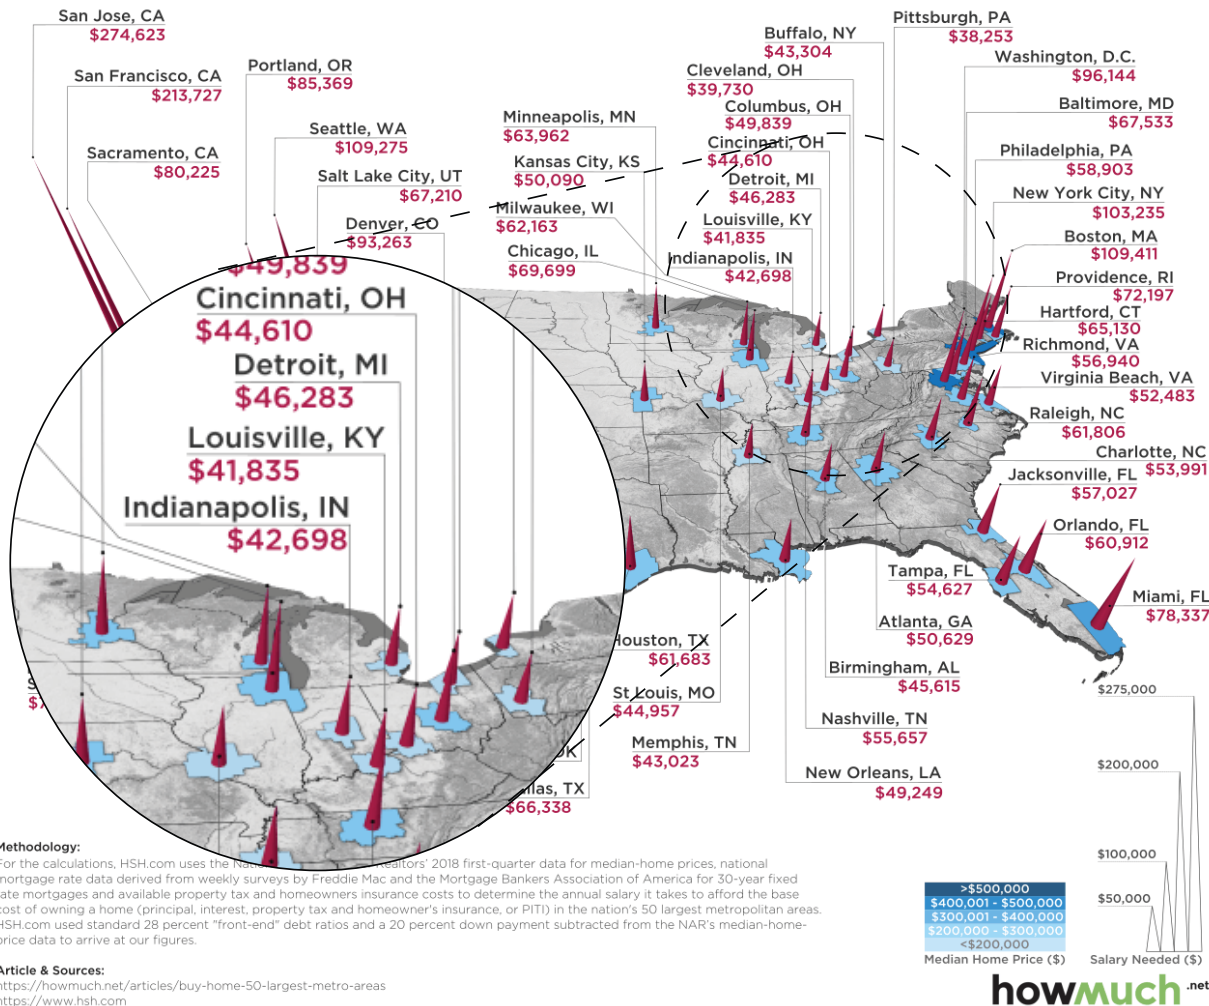 San Jose, CA
$274,623
San Francisco, CA
$213,727
Sacramento, CA
$80,225
Portland, OR
$85,369
Seattle, WA
$109,275
Salt Lake City, UT
$67,210
Denver, CO
$93,263
Minneapolis, MN
$63,962
Kansas City, KS
$50,090
Milwaukee, WI
$62,163
Chicago, IL
$69,699
Buffalo, NY
$43,304
Cleveland, OH
$39,730
Columbus, OH
$49,839
Cincinnati, OH
$44,610
Detroit, MI
$46,283
Louisville, KY
$41,835
Indianapolis, IN
$42,698
Pittsburgh, PA
$38,253
Washington, D.C.
$96,144
Baltimore, MD
$67,533
Philadelphia, PA
$58,903
New York City, NY
$103,235
Boston, MA
$109,411
Providence, RI
$72,197
Hartford, CT
$65,130
Richmond, VA
$56,940
Virginia Beach, VA
$52,483
Raleigh, NC
$61,806
Charlotte, NC
$53,991
Jacksonville, FL
$57,027
Orlando, FL
$60,912
Miami, FL
$78,337
Tampa, FL
$54,627
Atlanta, GA
$50,629
Birmingham, AL
$45,615
Nashville, TN
$55,657
New Orleans, LA
$49,249
Houston, TX
$61,683
St Louis, MO
$44,957
Memphis, TN
$43,023
TX
$66,338
$49,839
Cincinnati, OH
$44,610
Detroit, MI
$46,283
Louisville, KY
$41,835
Indianapolis, IN
$42,698
$275,000
$200,000
$100,000
$50,000
Salary Needed ($)
>$500,000
$400,001 - $500,000
$300,001 - $400,000
$200,000 - $300,000
<$200,000
Median Home Price ($)
Methodology:
For the calculations, HSH.com uses the Realtors' 2018 first-quarter data for median-home prices, national
mortgage rate data derived from weekly surveys by Freddie Mac and the Mortgage Bankers Association of America for 30-year fixed
rate mortgages and available property tax and homeowners insurance costs to determine the annual salary it takes to afford the base
cost of owning a home (principal, interest, property tax and homeowner's insurance, or PITI) in the nation's 50 largest metropolitan areas.
HSH.com used standard 28 percent "front-end" debt ratios and a 20 percent down payment subtracted from the NAR's median-home-
price data to arrive at our figures.
Article & Sources:
https://howmuch.net/articles/buy-home-50-largest-metro-areas
https://www.hsh.com
howmuch.net